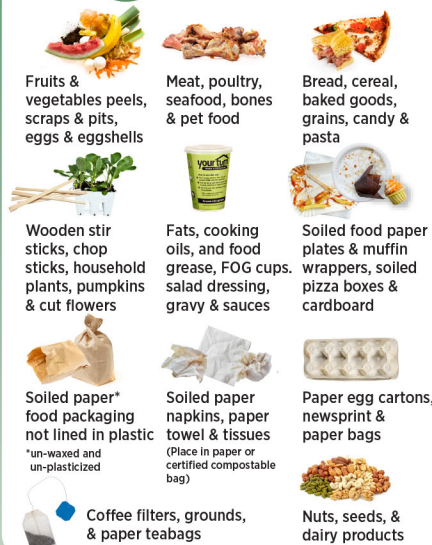 Fruits &
vegetables peels,
scraps & pits,
eggs & eggshells
Meat, poultry,
seafood, bones
& pet food
Bread, cereal,
baked goods,
grains, candy &
pasta
your turn
Wooden stir
sticks, chop
sticks, household
plants, pumpkins
& cut flowers
Fats, cooking
oils, and food
grease, FOG cups.
salad dressing,
gravy & sauces
Soiled food paper
plates & muffin
wrappers, soiled
pizza boxes &
cardboard
Soiled paper*
food packaging
not lined in plastic
*un-waxed and
un-plasticized
Soiled paper
napkins, paper
towel & tissues
(Place in paper or
certified compostable
bag)
Paper egg cartons,
newsprint &
paper bags
Coffee filters, grounds,
& paper teabags
Nuts, seeds, &
dairy products